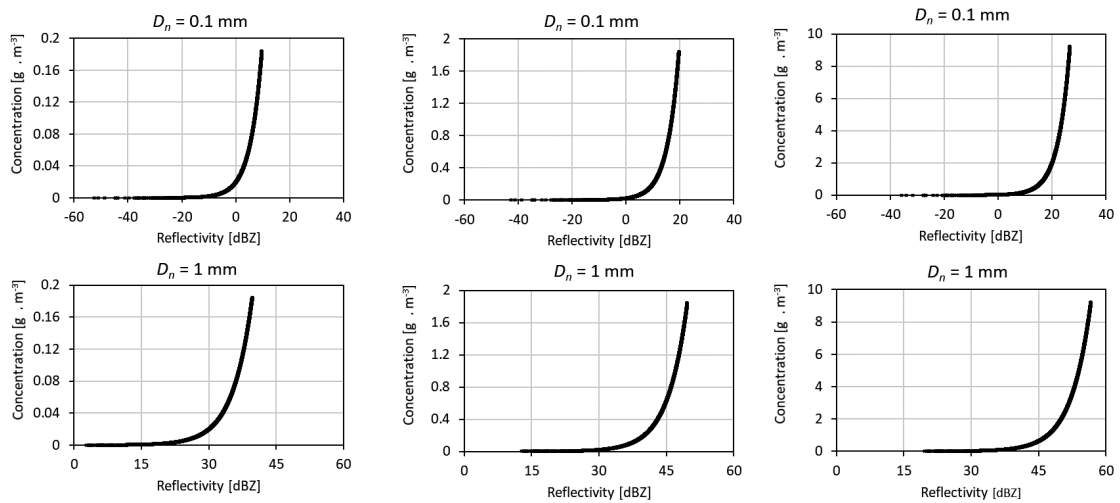 D_n = 0.1 mm
Concentration [g . m⁻³]
0.2
0.16
0.12
0.08
0.04
0
-60 -40 -20 0 20 40
Reflectivity [dBZ]
D_n = 0.1 mm
Concentration [g . m⁻³]
2
1.6
1.2
0.8
0.4
0
-60 -40 -20 0 20 40
Reflectivity [dBZ]
D_n = 0.1 mm
Concentration [g . m⁻³]
10
8
6
4
2
0
-60 -40 -20 0 20 40
Reflectivity [dBZ]
D_n = 1 mm
Concentration [g . m⁻³]
0.2
0.16
0.12
0.08
0.04
0
0 15 30 45 60
Reflectivity [dBZ]
D_n = 1 mm
Concentration [g . m⁻³]
2
1.6
1.2
0.8
0.4
0
0 15 30 45 60
Reflectivity [dBZ]
D_n = 1 mm
Concentration [g . m⁻³]
10
8
6
4
2
0
0 15 30 45 60
Reflectivity [dBZ]